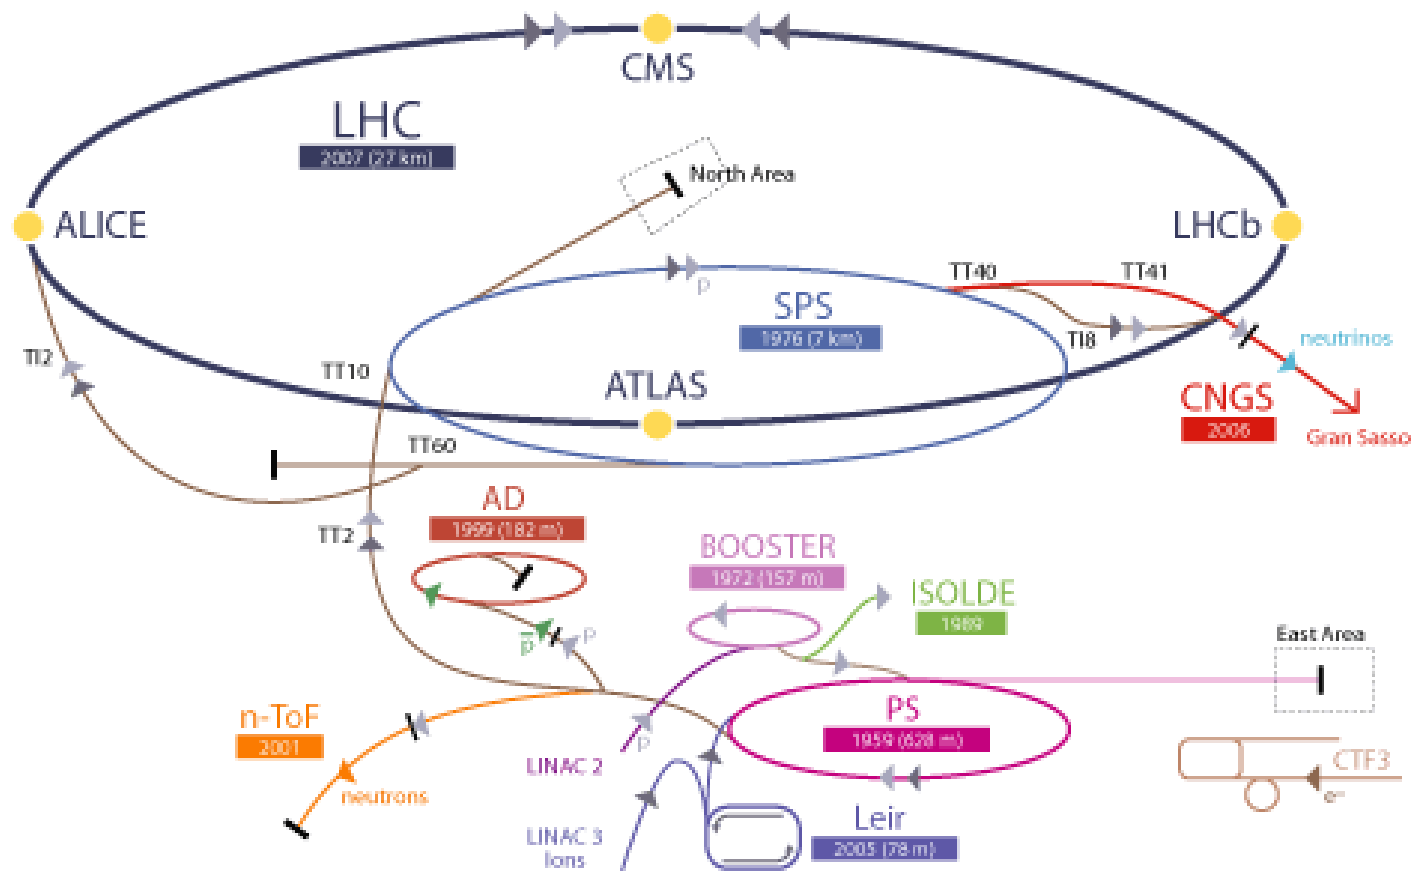 CMS
LHC
2007 (27 km)
North Area
ALICE
LHCb
TT40
TT41
p
SPS
1976 (7 km)
TI8
neutrinos
TI2
TT10
ATLAS
CNGS
2006
Gran Sasso
TT60
AD
1999 (182 m)
TT2
BOOSTER
1972 (157 m)
ISOLDE
1989
p̅
p
East Area
n-ToF
2001
PS
1959 (628 m)
p
LINAC 2
neutrons
CTF3
e⁻
LINAC 3
Ions
Leir
2005 (78 m)